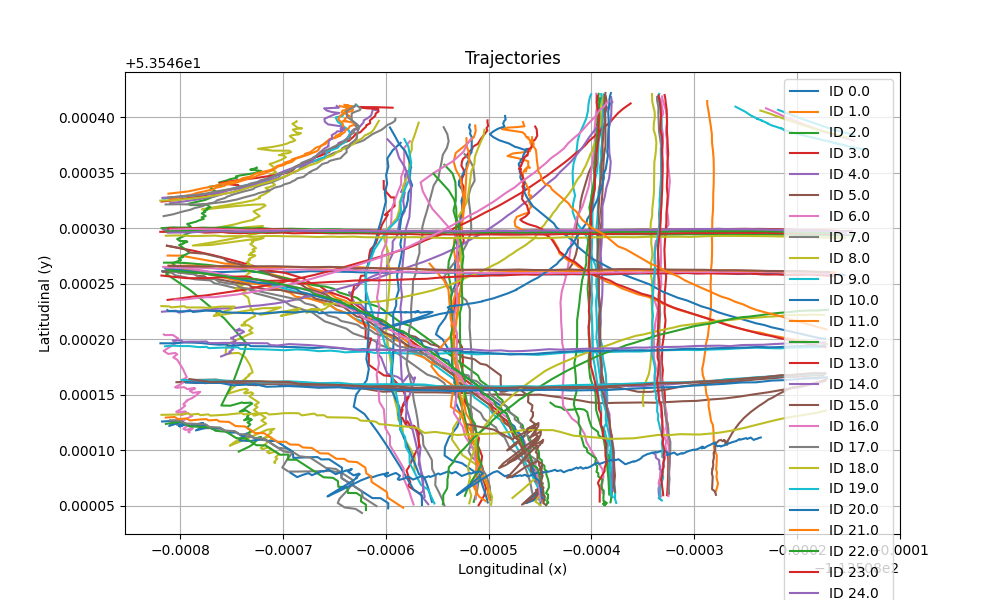 Trajectories
+5.3546e1
0.00040
0.00035
0.00030
0.00025
0.00020
0.00015
0.00010
0.00005
Latitudinal (y)
−0.0008 −0.0007 −0.0006 −0.0005 −0.0004 −0.0003 −0.0002 −0.0001
Longitudinal (x)
ID 0.0
ID 1.0
ID 2.0
ID 3.0
ID 4.0
ID 5.0
ID 6.0
ID 7.0
ID 8.0
ID 9.0
ID 10.0
ID 11.0
ID 12.0
ID 13.0
ID 14.0
ID 15.0
ID 16.0
ID 17.0
ID 18.0
ID 19.0
ID 20.0
ID 21.0
ID 22.0
ID 23.0
ID 24.0